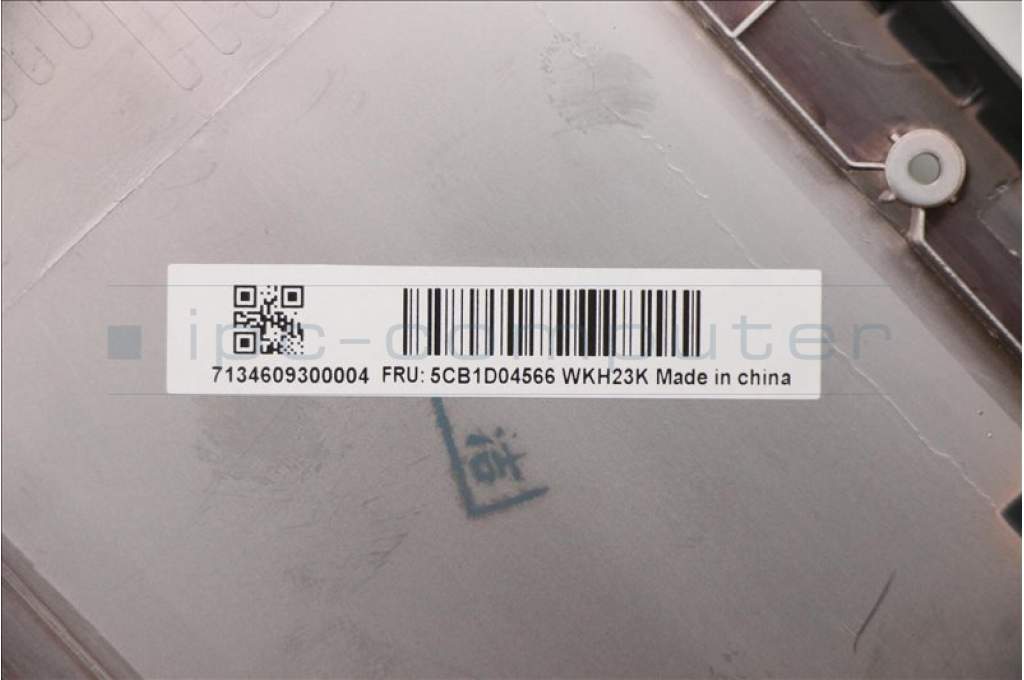 ipc-computer
7134609300004 FRU: 5CB1D04566 WKH23K Made in china